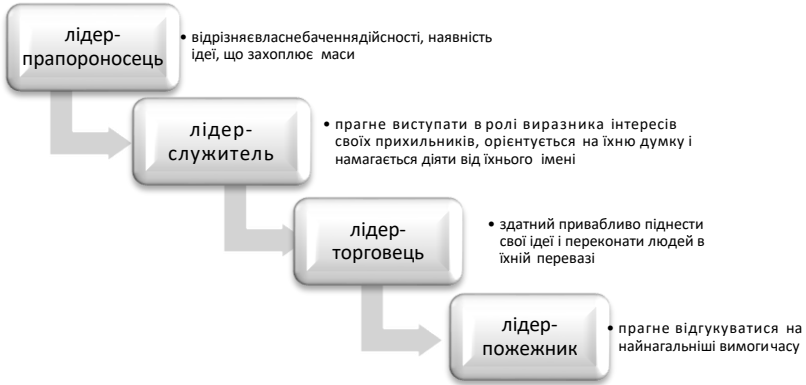 лідер-
прапороносець
• відрізняєвласнебаченнядійсності, наявність
ідеї, що захоплює маси
лідер-
служитель
• прагне виступати в ролі виразника інтересів
своїх прихильників, орієнтується на їхню думку і
намагається діяти від їхнього імені
лідер-
торговець
• здатний привабливо піднести
свої ідеї і переконати людей в
їхній перевазі
лідер-
пожежник
• прагне відгукуватися на
найнагальніші вимоги часу